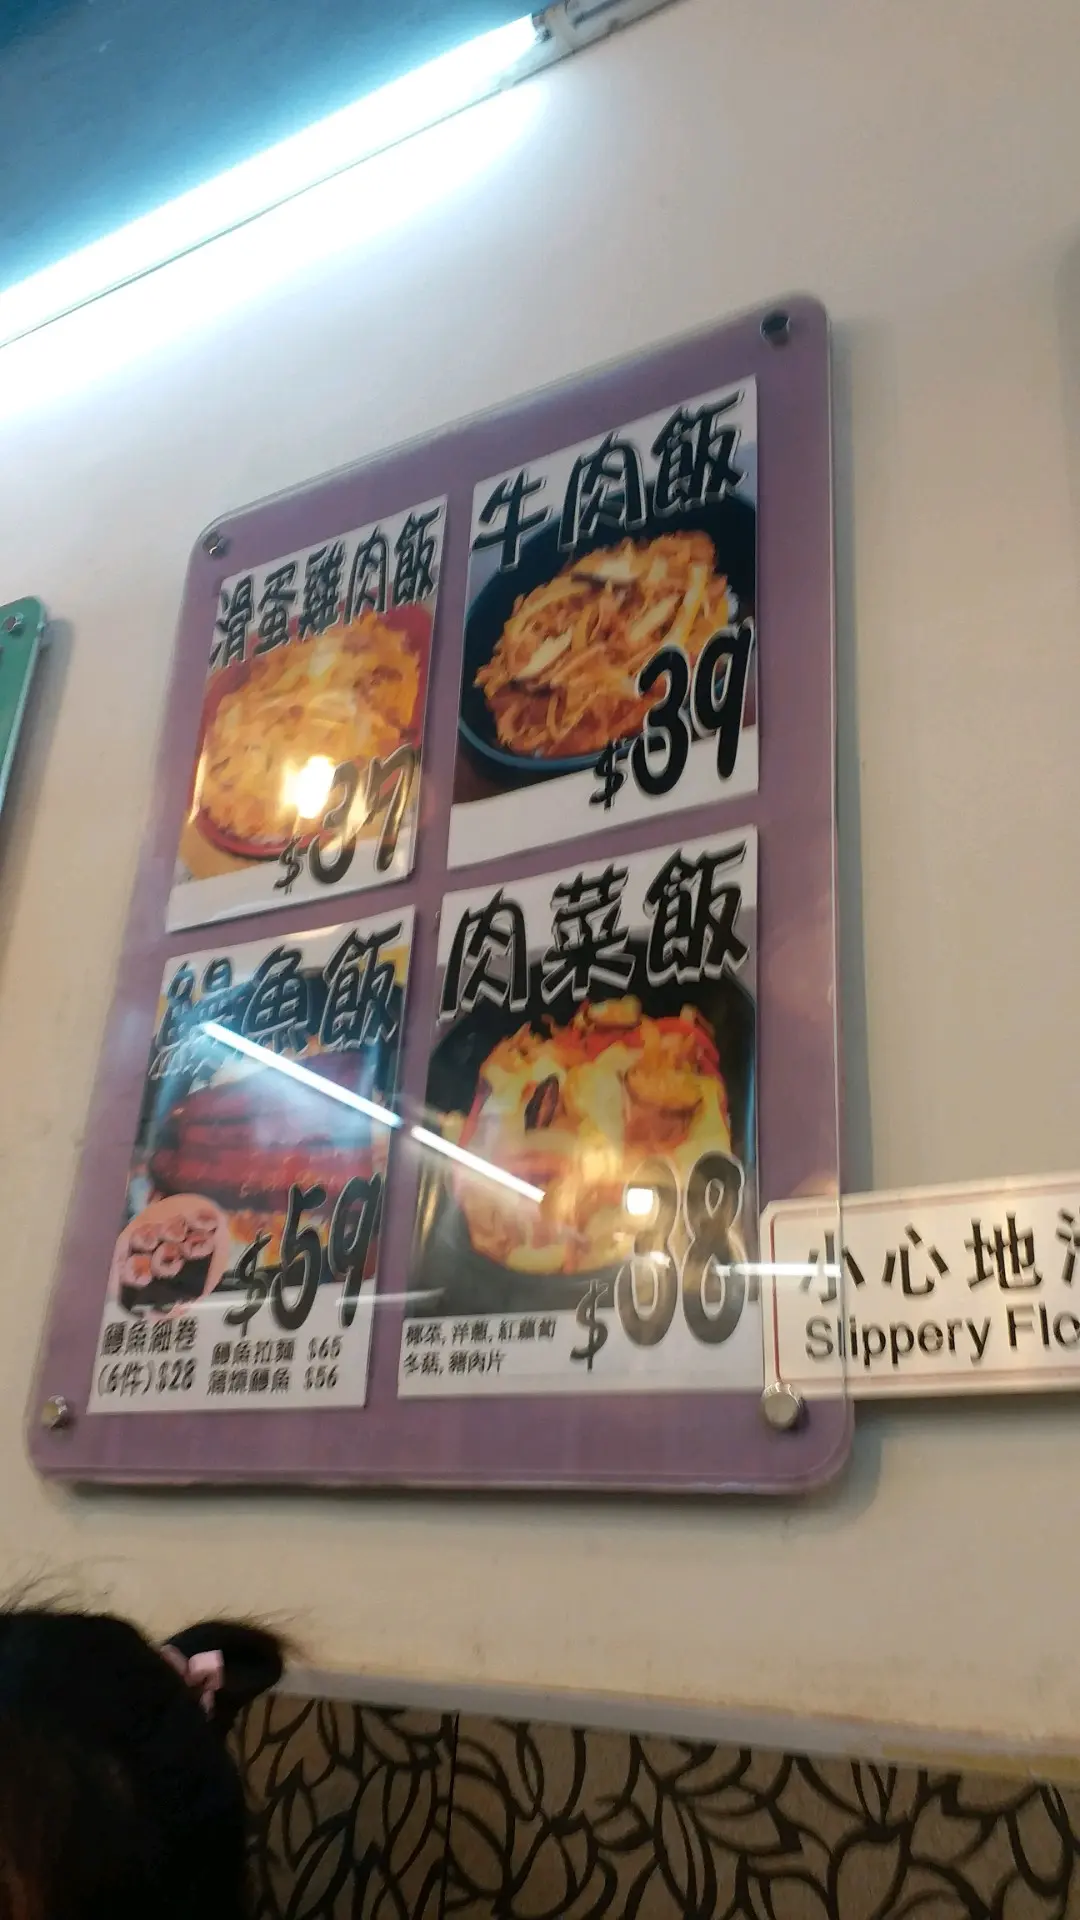 滑蛋雞肉飯
$37
牛肉飯
$39
鰻魚飯
$59
鰻魚細卷
(6件)$28
鰻魚拉麵 $65
蒲燒鰻魚 $56
肉菜飯
$38
椰菜, 洋蔥, 紅蘿蔔
冬菇, 豬肉片
小心地
Slippery Flo